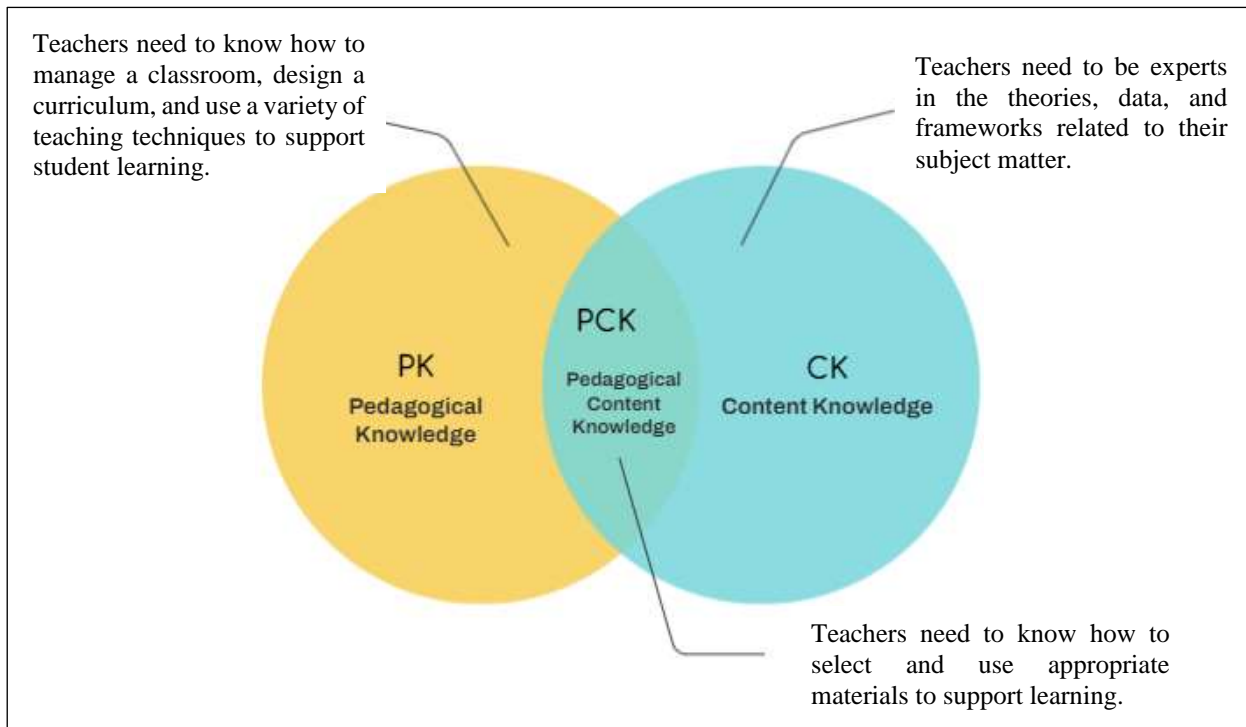 Teachers need to know how to
manage a classroom, design a
curriculum, and use a variety of
teaching techniques to support
student learning.
Teachers need to be experts
in the theories, data, and
frameworks related to their
subject matter.
PK
Pedagogical
Knowledge
PCK
Pedagogical
Content
Knowledge
CK
Content Knowledge
Teachers need to know how to
select and use appropriate
materials to support learning.